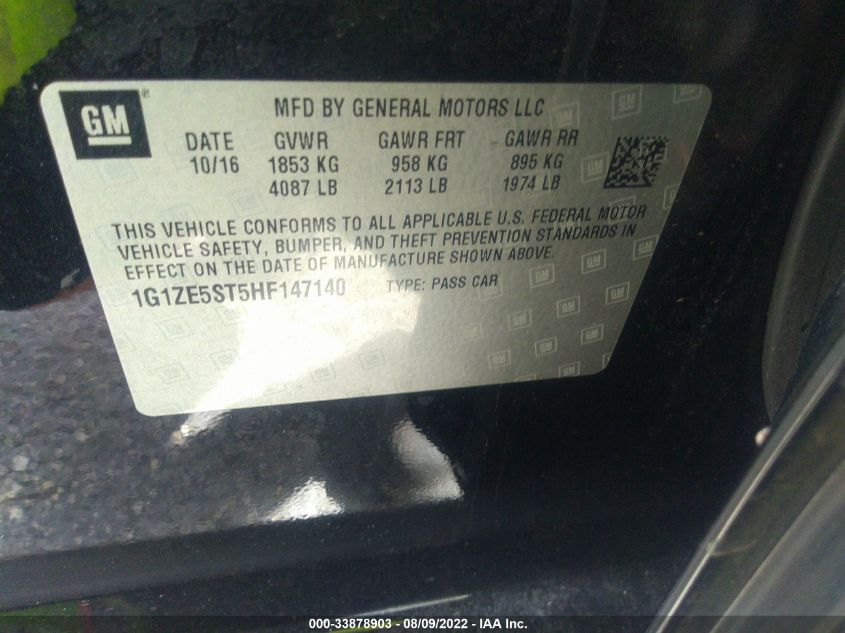 GM
MFD BY GENERAL MOTORS LLC
DATE GVWR GAWR FRT GAWR RR
10/16 1853 KG 958 KG 895 KG
4087 LB 2113 LB 1974 LB
THIS VEHICLE CONFORMS TO ALL APPLICABLE U.S. FEDERAL MOTOR
VEHICLE SAFETY, BUMPER, AND THEFT PREVENTION STANDARDS IN
EFFECT ON THE DATE OF MANUFACTURE SHOWN ABOVE.
1G1ZE5ST5HF147140 TYPE: PASS CAR
000-33878903 - 08/09/2022 - IAA Inc.